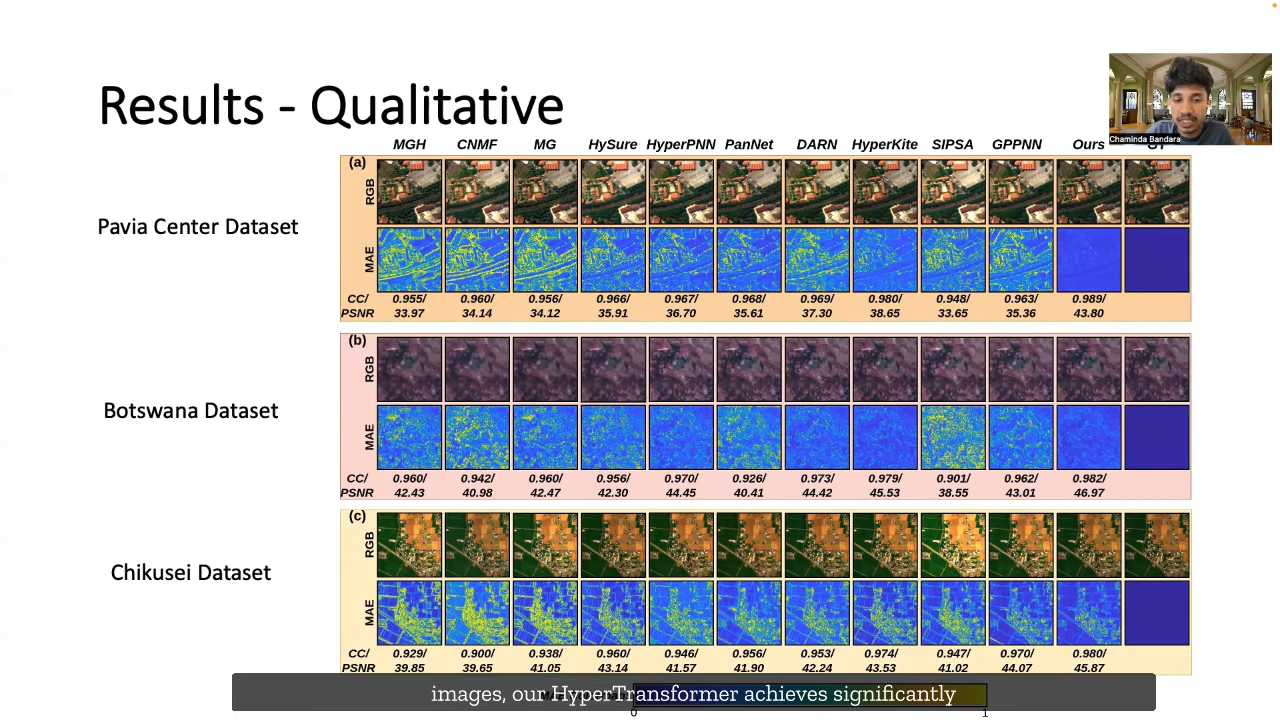 Results - Qualitative
Chaminda Bandara
MGH CNMF MG HySure HyperPNN PanNet DARN HyperKite SIPSA GPPNN Ours
Pavia Center Dataset
(a)
RGB
MAE
CC/ 0.955/ 0.960/ 0.956/ 0.966/ 0.967/ 0.968/ 0.969/ 0.980/ 0.948/ 0.963/ 0.989/
PSNR 33.97 34.14 34.12 35.91 36.70 35.61 37.30 38.65 33.65 35.36 43.80
Botswana Dataset
(b)
RGB
MAE
CC/ 0.960/ 0.942/ 0.960/ 0.956/ 0.970/ 0.926/ 0.973/ 0.979/ 0.901/ 0.962/ 0.982/
PSNR 42.43 40.98 42.47 42.30 44.45 40.41 44.42 45.53 38.55 43.01 46.97
Chikusei Dataset
(c)
RGB
MAE
CC/ 0.929/ 0.900/ 0.938/ 0.960/ 0.946/ 0.956/ 0.953/ 0.974/ 0.947/ 0.970/ 0.980/
PSNR 39.85 39.65 41.05 43.14 41.57 41.90 42.24 43.53 41.02 44.07 45.87
images, our HyperTransformer achieves significantly
0 1